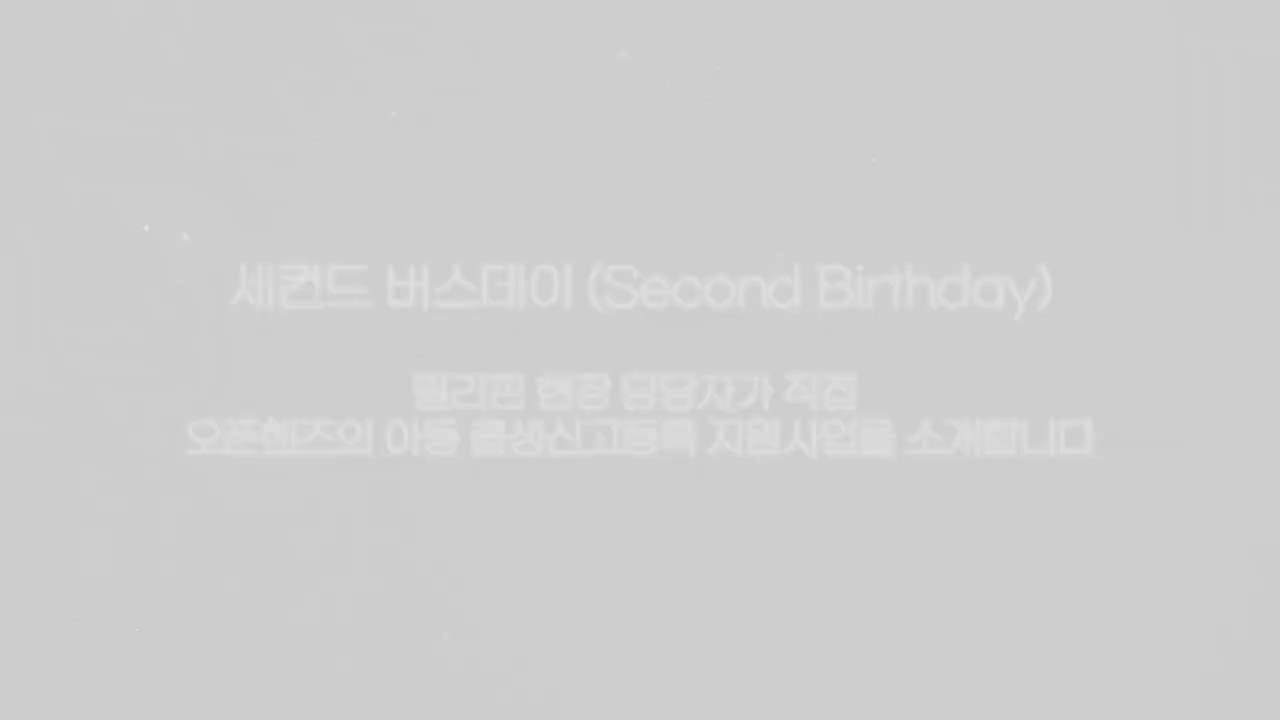 세컨드 버스데이 (Second Birthday)
필리핀 현장 담당자가 직접
오픈핸즈의 아동 출생신고등록 지원사업을 소개합니다